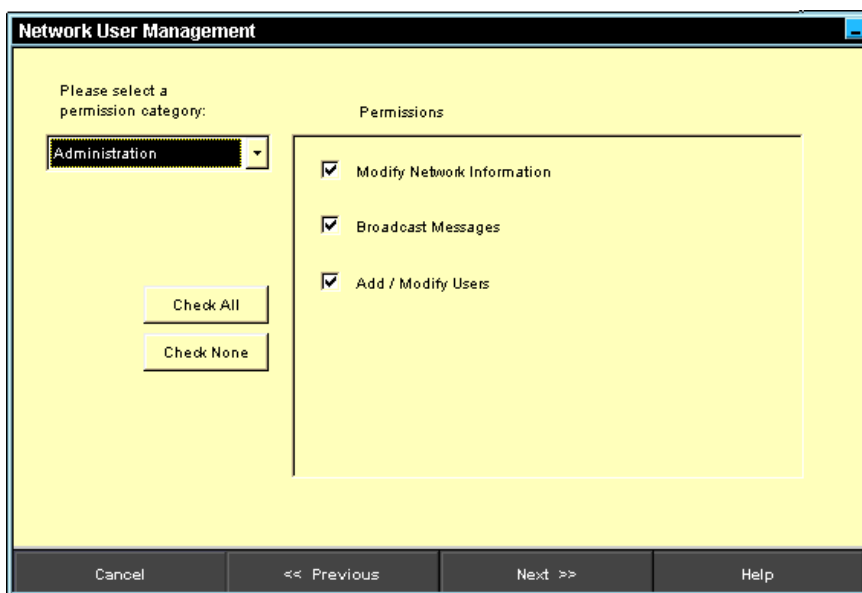 Network User Management
Please select a
permission category:
Permissions
Administration
Modify Network Information
Broadcast Messages
Add / Modify Users
Check All
Check None
Cancel
<< Previous
Next >>
Help